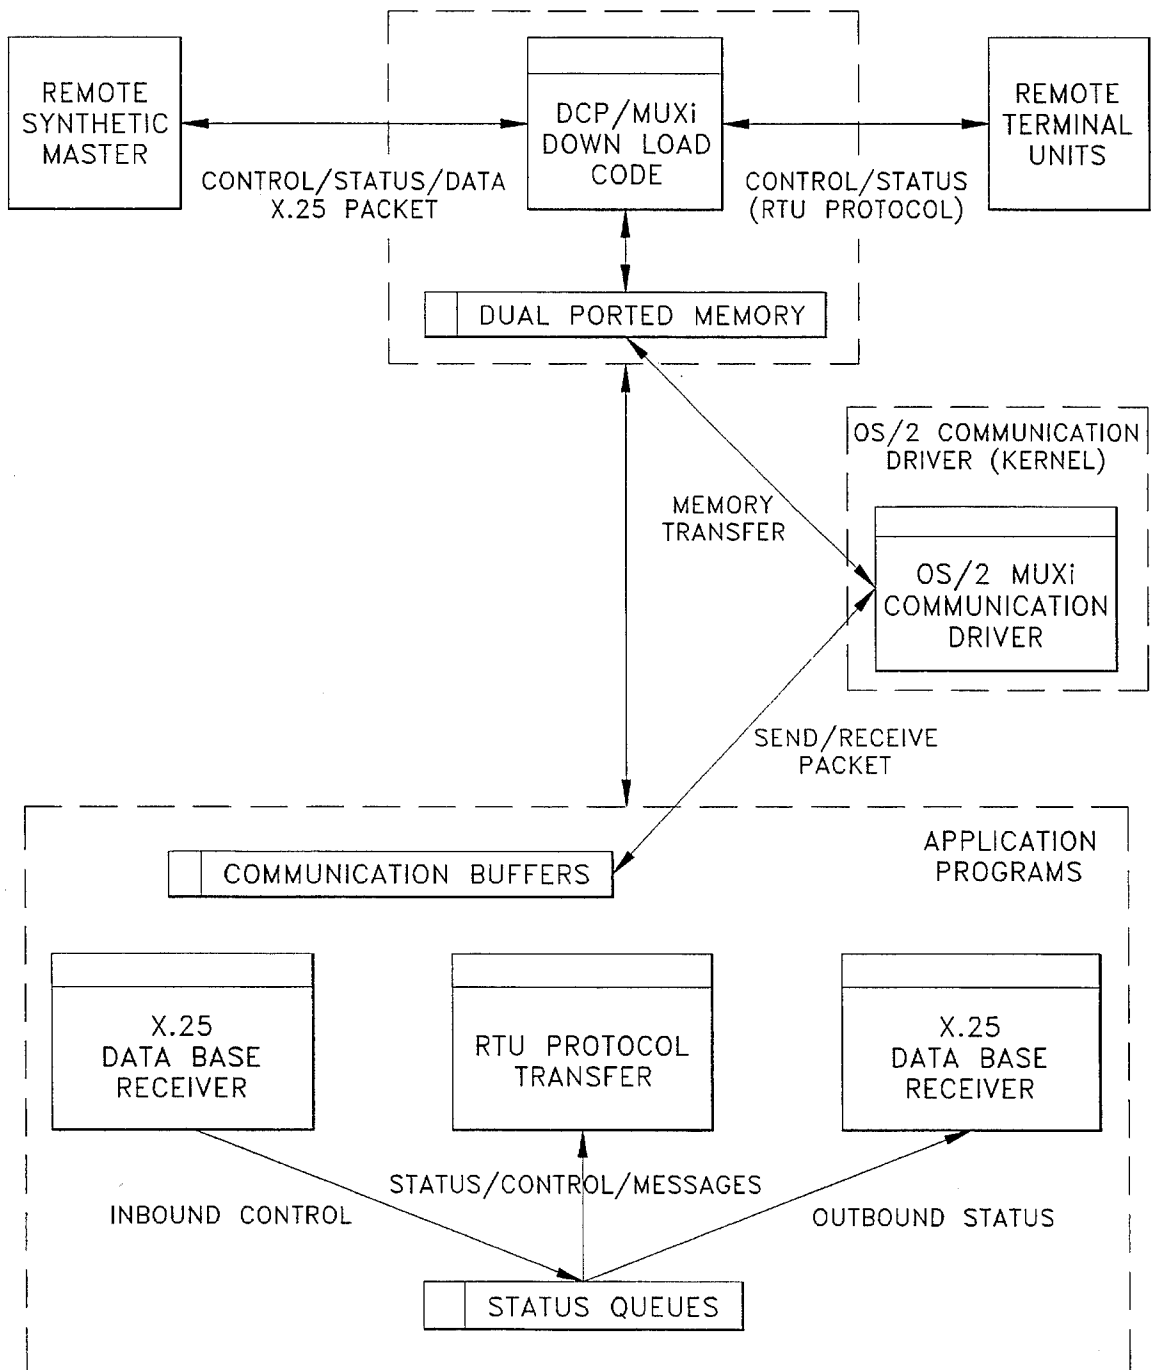 REMOTE
SYNTHETIC
MASTER
DCP/MUXi
DOWN LOAD
CODE
REMOTE
TERMINAL
UNITS
CONTROL/STATUS/DATA
X.25 PACKET
CONTROL/STATUS
(RTU PROTOCOL)
DUAL PORTED MEMORY
OS/2 COMMUNICATION
DRIVER (KERNEL)
MEMORY
TRANSFER
OS/2 MUXi
COMMUNICATION
DRIVER
SEND/RECEIVE
PACKET
APPLICATION
PROGRAMS
COMMUNICATION BUFFERS
X.25
DATA BASE
RECEIVER
RTU PROTOCOL
TRANSFER
X.25
DATA BASE
RECEIVER
STATUS/CONTROL/MESSAGES
INBOUND CONTROL
OUTBOUND STATUS
STATUS QUEUES